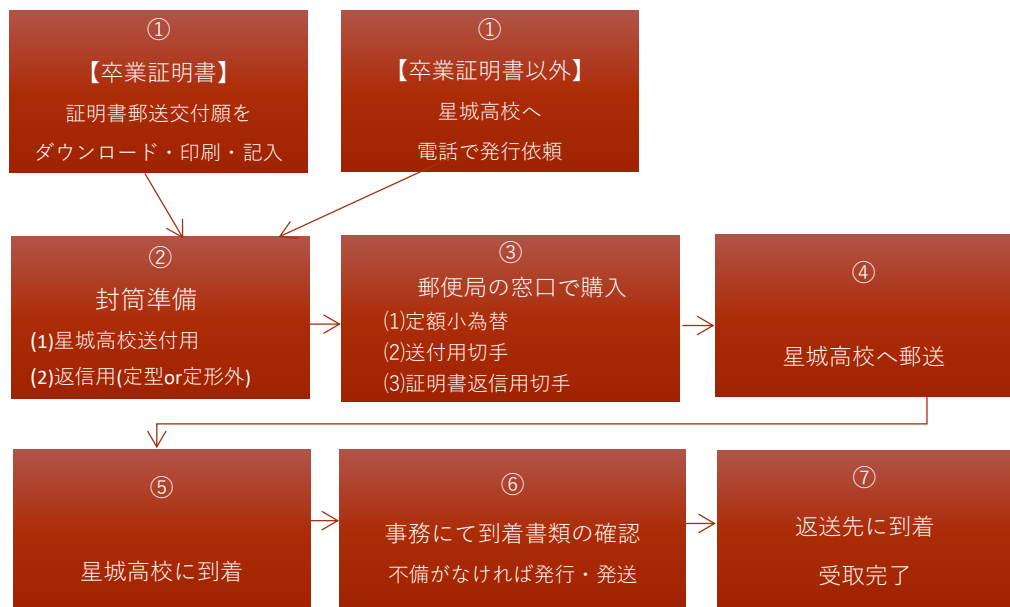 ①
【卒業証明書】
証明書郵送交付願を
ダウンロード・印刷・記入
①
【卒業証明書以外】
星城高校へ
電話で発行依頼
②
封筒準備
(1)星城高校送付用
(2)返信用(定型or定形外)
③
郵便局の窓口で購入
⑴定額小為替
⑵送付用切手
⑶証明書返信用切手
④
星城高校へ郵送
⑤
星城高校に到着
⑥
事務にて到着書類の確認
不備がなければ発行・発送
⑦
返送先に到着
受取完了